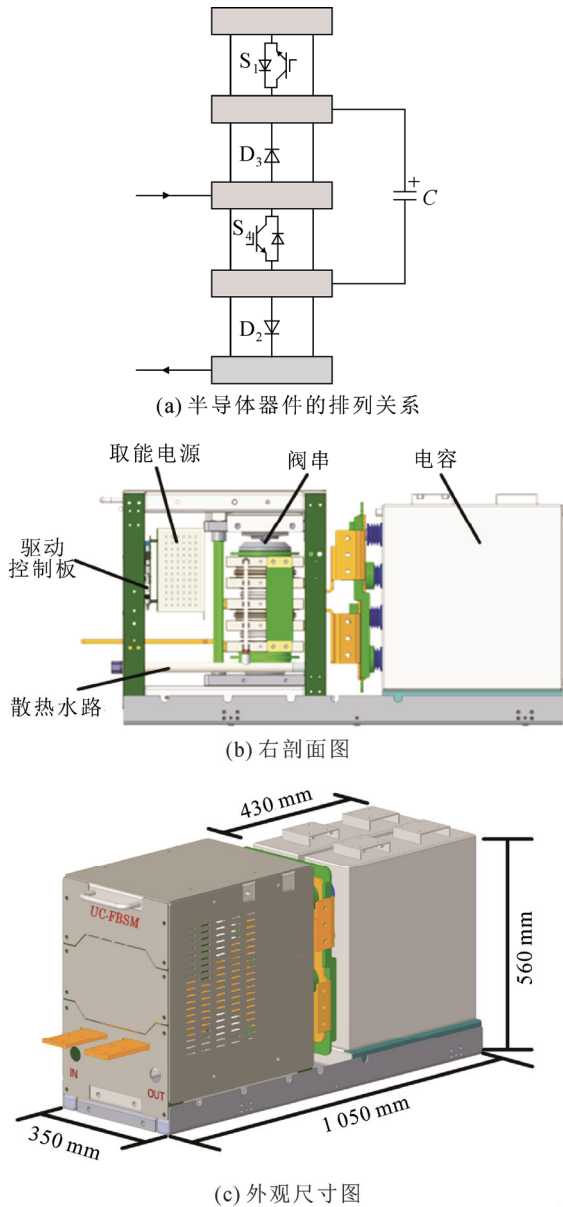 S1
D3
+
C
S4
D2
(a) 半导体器件的排列关系
取能电源
阀串
电容
驱动
控制板
散热水路
(b) 右剖面图
430 mm
UC-FBSM
560 mm
IN
OUT
350 mm
1 050 mm
(c) 外观尺寸图